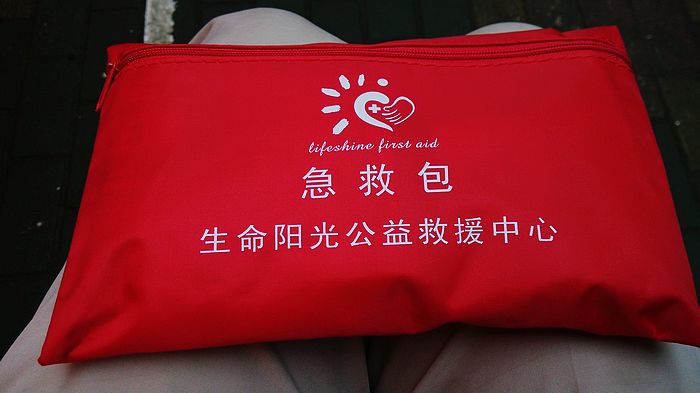 lifeshine first aid
急救包
生命阳光公益救援中心